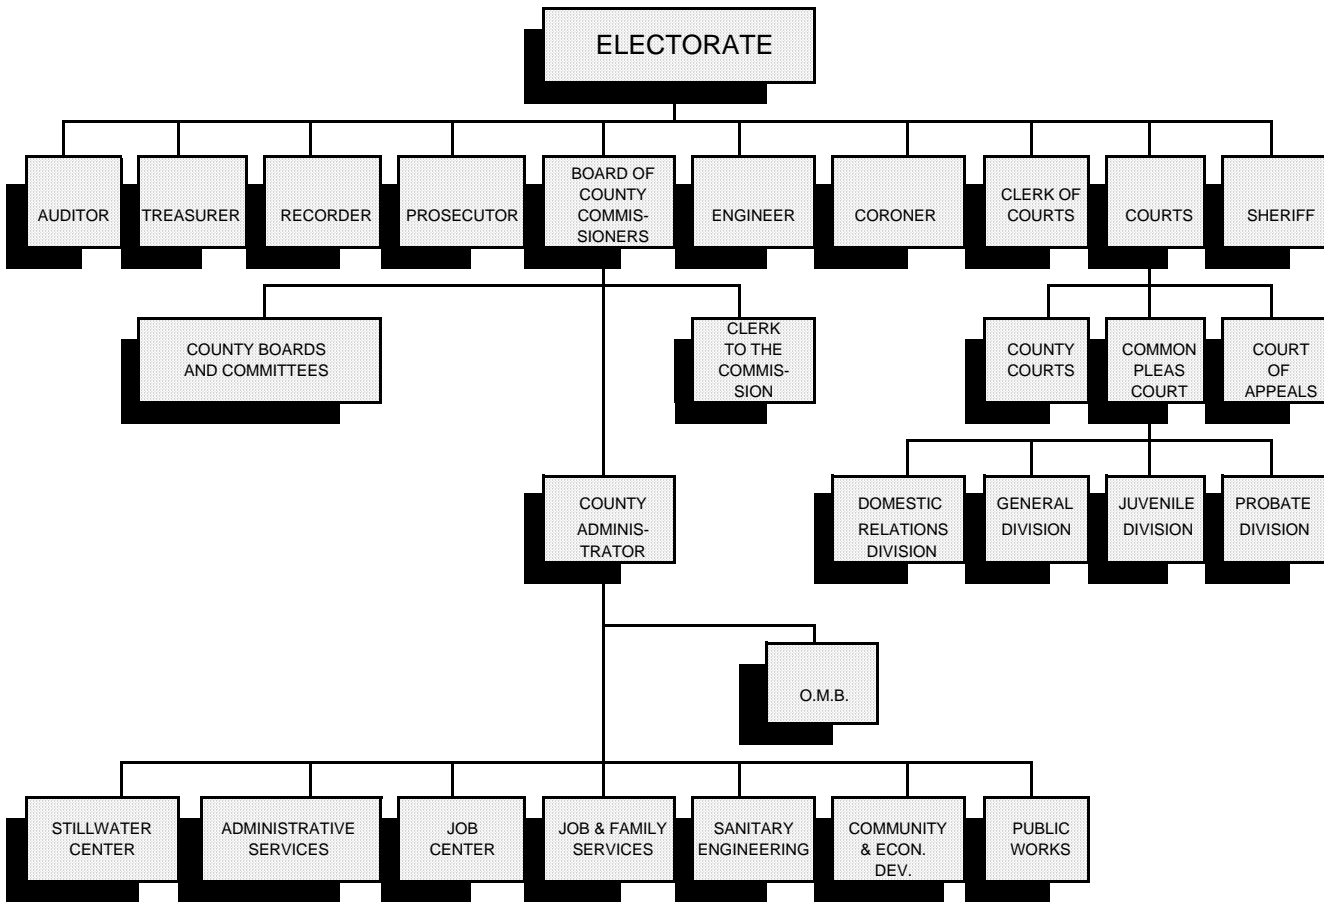 ELECTORATE
AUDITOR
TREASURER
RECORDER
PROSECUTOR
BOARD OF
COUNTY
COMMIS-
SIONERS
ENGINEER
CORONER
CLERK OF
COURTS
COURTS
SHERIFF
COUNTY BOARDS
AND COMMITTEES
CLERK
TO THE
COMMIS-
SION
COUNTY
COURTS
COMMON
PLEAS
COURT
COURT
OF
APPEALS
COUNTY
ADMINIS-
TRATOR
DOMESTIC
RELATIONS
DIVISION
GENERAL
DIVISION
JUVENILE
DIVISION
PROBATE
DIVISION
O.M.B.
STILLWATER
CENTER
ADMINISTRATIVE
SERVICES
JOB
CENTER
JOB & FAMILY
SERVICES
SANITARY
ENGINEERING
COMMUNITY
& ECON.
DEV.
PUBLIC
WORKS